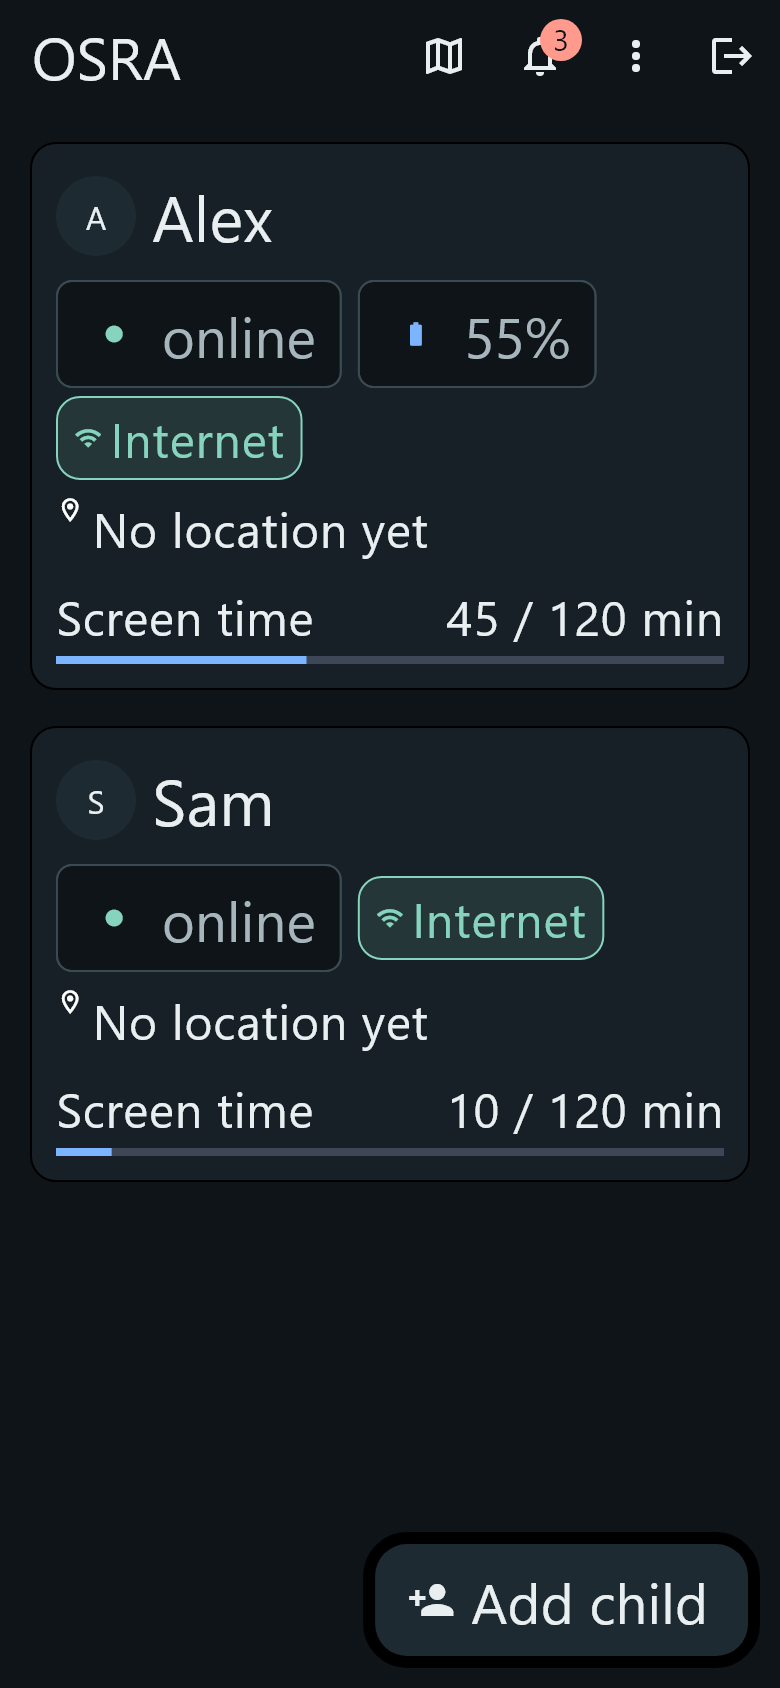 OSRA
3
A
Alex
online
55%
Internet
No location yet
Screen time 45 / 120 min
S
Sam
online
Internet
No location yet
Screen time 10 / 120 min
Add child